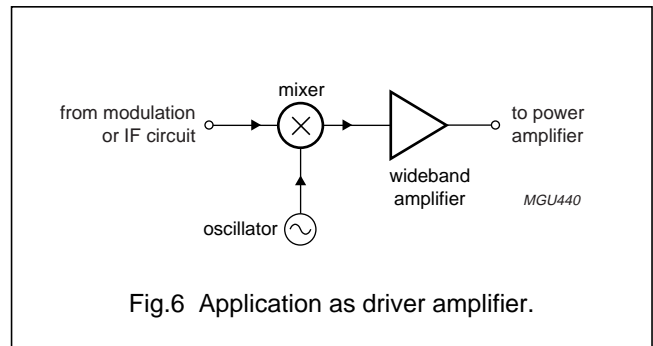 mixer
from modulation
or IF circuit
to power
amplifier
wideband
amplifier
MGU440
oscillator
Fig.6 Application as driver amplifier.